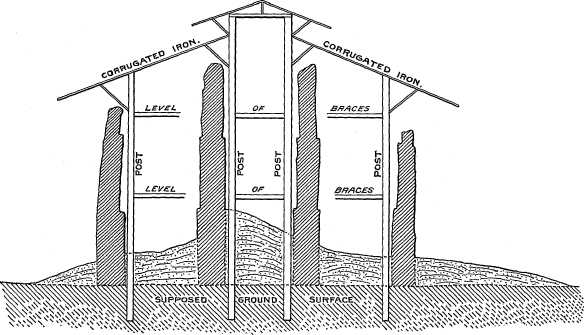 CORRUGATED IRON.
CORRUGATED IRON.
LEVEL OF BRACES
POST POST POST POST
LEVEL OF BRACES
SUPPOSED GROUND SURFACE